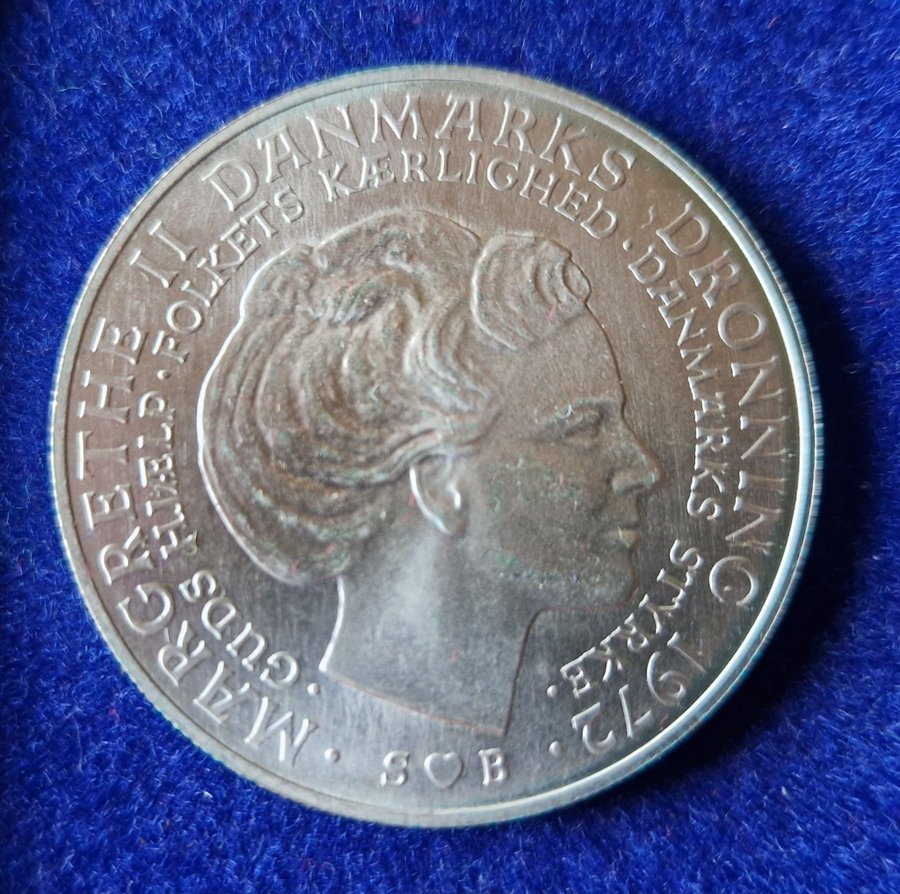 MARGRETHE II DANMARKS DRONNING 1972
· GUDS HJÆLP · FOLKETS KÆRLIGHED · DANMARKS STYRKE ·
· S♡B ·